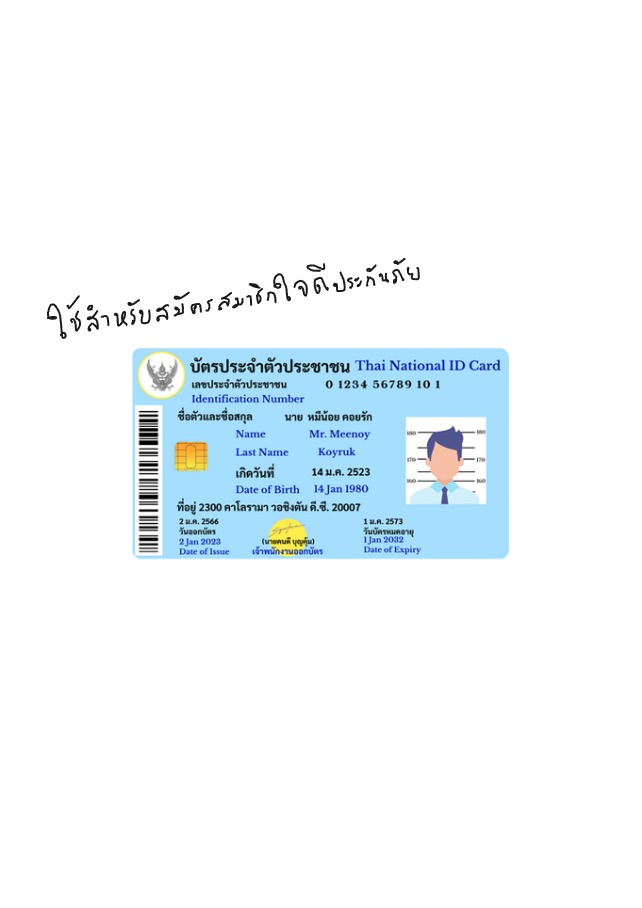 ใช้สำหรับสมัครสมาชิกใจดีประกันภัย
บัตรประจำตัวประชาชน Thai National ID Card
เลขประจำตัวประชาชน 0 1234 56789 10 1
Identification Number
ชื่อตัวและชื่อสกุล นาย หมีน้อย คอยรัก
Name Mr. Meenoy
Last Name Koyruk
เกิดวันที่ 14 ม.ค. 2523
Date of Birth 14 Jan 1980
ที่อยู่ 2300 คาโลรามา วอชิงตัน ดี.ซี. 20007
2 ม.ค. 2566
วันออกบัตร
2 Jan 2023
Date of Issue
(นายคนดี บุญคุ้ม)
เจ้าพนักงานออกบัตร
1 ม.ค. 2573
วันบัตรหมดอายุ
1 Jan 2032
Date of Expiry
180 180
170 170
160 160